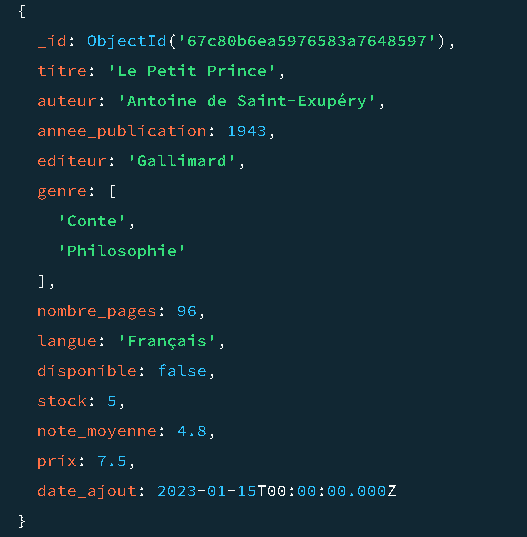 {
  _id: ObjectId('67c80b6ea5976583a7648597'),
  titre: 'Le Petit Prince',
  auteur: 'Antoine de Saint-Exupéry',
  annee_publication: 1943,
  editeur: 'Gallimard',
  genre: [
    'Conte',
    'Philosophie'
  ],
  nombre_pages: 96,
  langue: 'Français',
  disponible: false,
  stock: 5,
  note_moyenne: 4.8,
  prix: 7.5,
  date_ajout: 2023-01-15T00:00:00.000Z
}